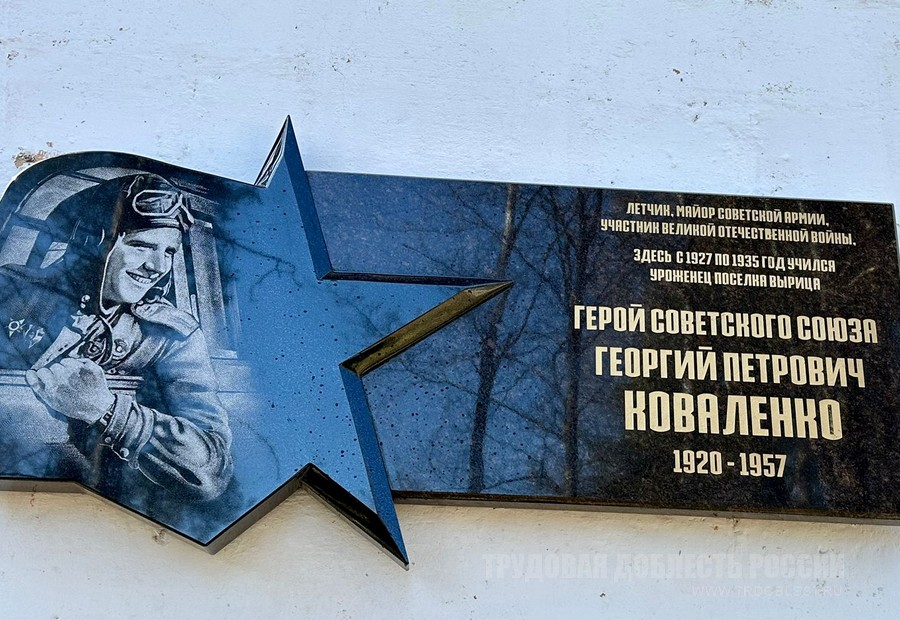 ЛЕТЧИК, МАЙОР СОВЕТСКОЙ АРМИИ,
УЧАСТНИК ВЕЛИКОЙ ОТЕЧЕСТВЕННОЙ ВОЙНЫ.
ЗДЕСЬ С 1927 ПО 1935 ГОД УЧИЛСЯ
УРОЖЕНЕЦ ПОСЕЛКА ВЫРИЦА
ГЕРОЙ СОВЕТСКОГО СОЮЗА
ГЕОРГИЙ ПЕТРОВИЧ
КОВАЛЕНКО
1920 - 1957
ТРУДОВАЯ ДОБЛЕСТЬ РОССИИ